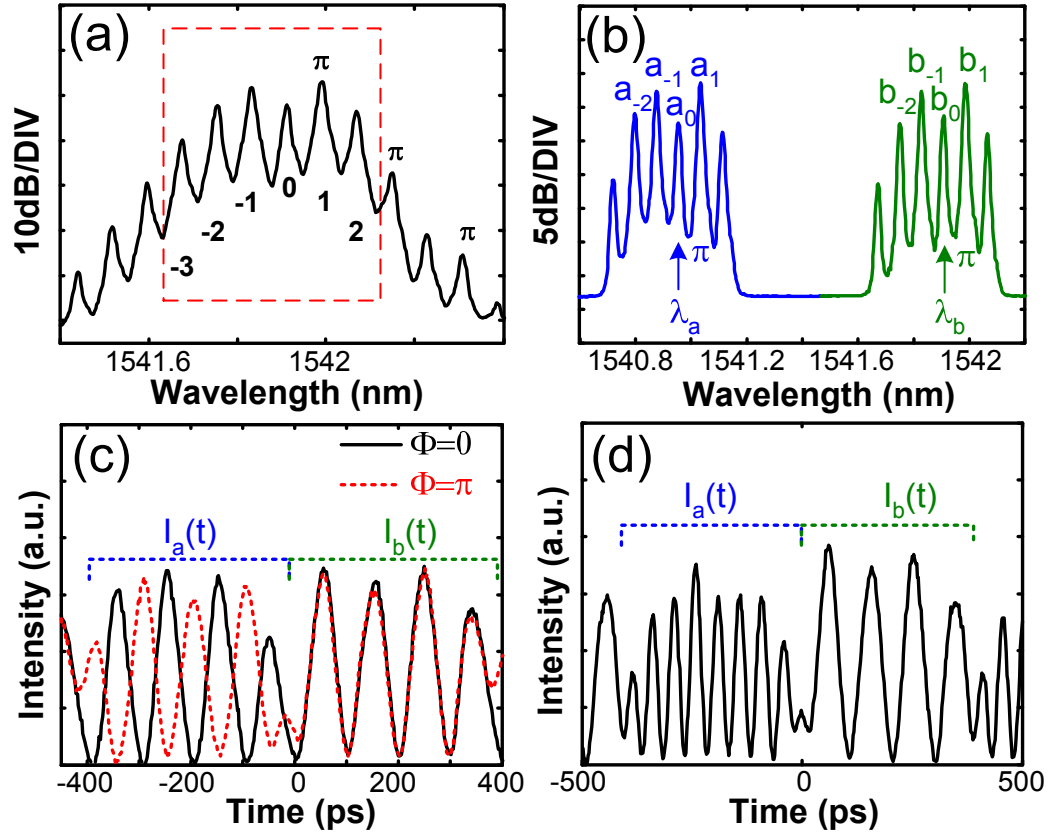 (a)
10dB/DIV
π
π
π
-3
-2
-1
0
1
2
1541.6
1542
Wavelength (nm)
(b)
5dB/DIV
a-2
a-1
a0
a1
b-2
b-1
b0
b1
π
π
λa
λb
1540.8
1541.2
1541.6
1542
Wavelength (nm)
(c)
Φ=0
Φ=π
Ia(t)
Ib(t)
Intensity (a.u.)
-400
-200
0
200
400
Time (ps)
(d)
Ia(t)
Ib(t)
Intensity (a.u.)
-500
0
500
Time (ps)